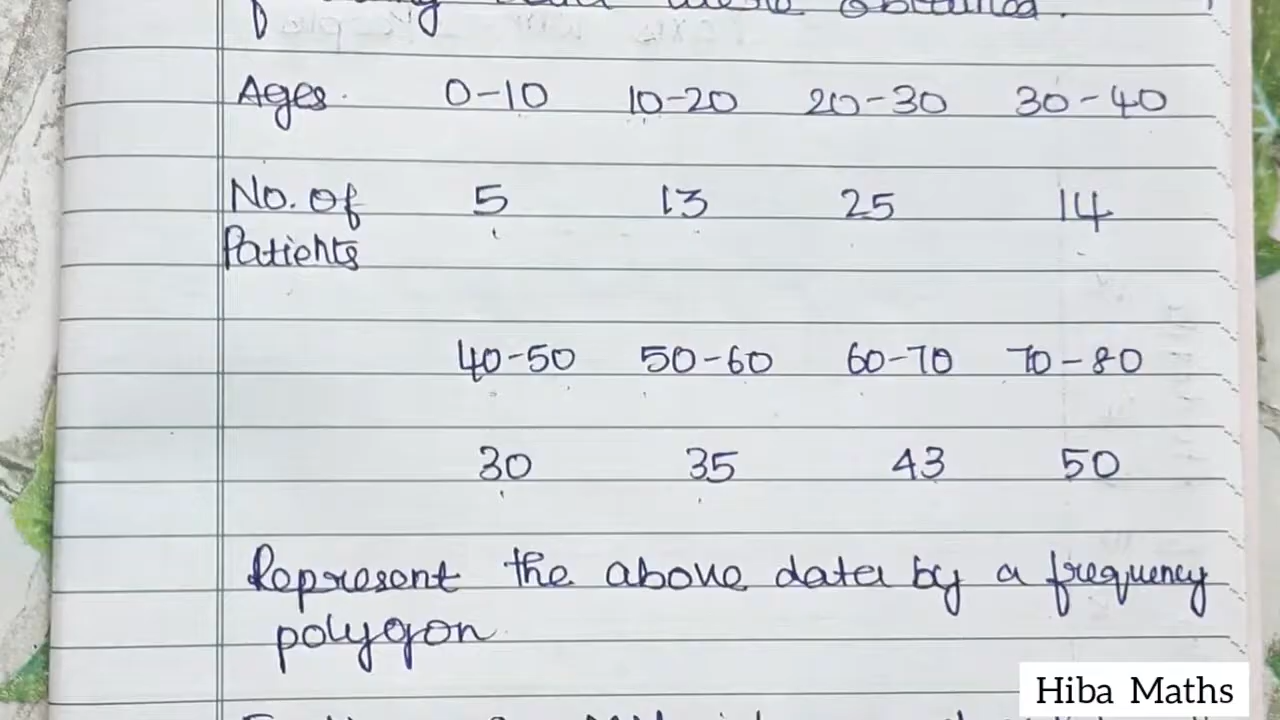 obtained.
Ages. 0-10 10-20 20-30 30-40
No. of 5 13 25 14
Patients
40-50 50-60 60-70 70-80
30 35 43 50
Represent the above data by a frequency
polygon.
Hiba Maths